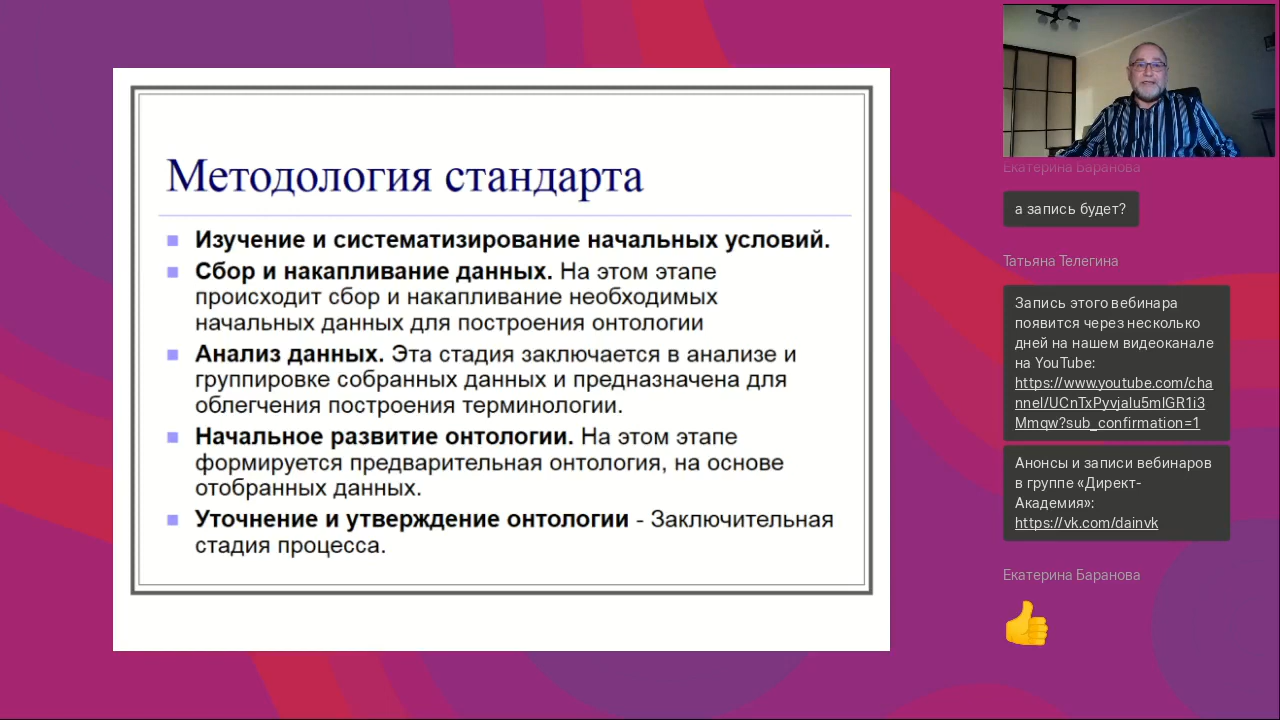 Методология стандарта
Изучение и систематизирование начальных условий.
Сбор и накапливание данных. На этом этапе
происходит сбор и накапливание необходимых
начальных данных для построения онтологии
Анализ данных. Эта стадия заключается в анализе и
группировке собранных данных и предназначена для
облегчения построения терминологии.
Начальное развитие онтологии. На этом этапе
формируется предварительная онтология, на основе
отобранных данных.
Уточнение и утверждение онтологии - Заключительная
стадия процесса.
Екатерина Баранова
а запись будет?
Татьяна Телегина
Запись этого вебинара
появится через несколько
дней на нашем видеоканале
на YouTube:
https://www.youtube.com/cha
nnel/UCnTxPyvjalu5mlGR1i3
Mmqw?sub_confirmation=1
Анонсы и записи вебинаров
в группе «Директ-
Академия»:
https://vk.com/dainvk
Екатерина Баранова